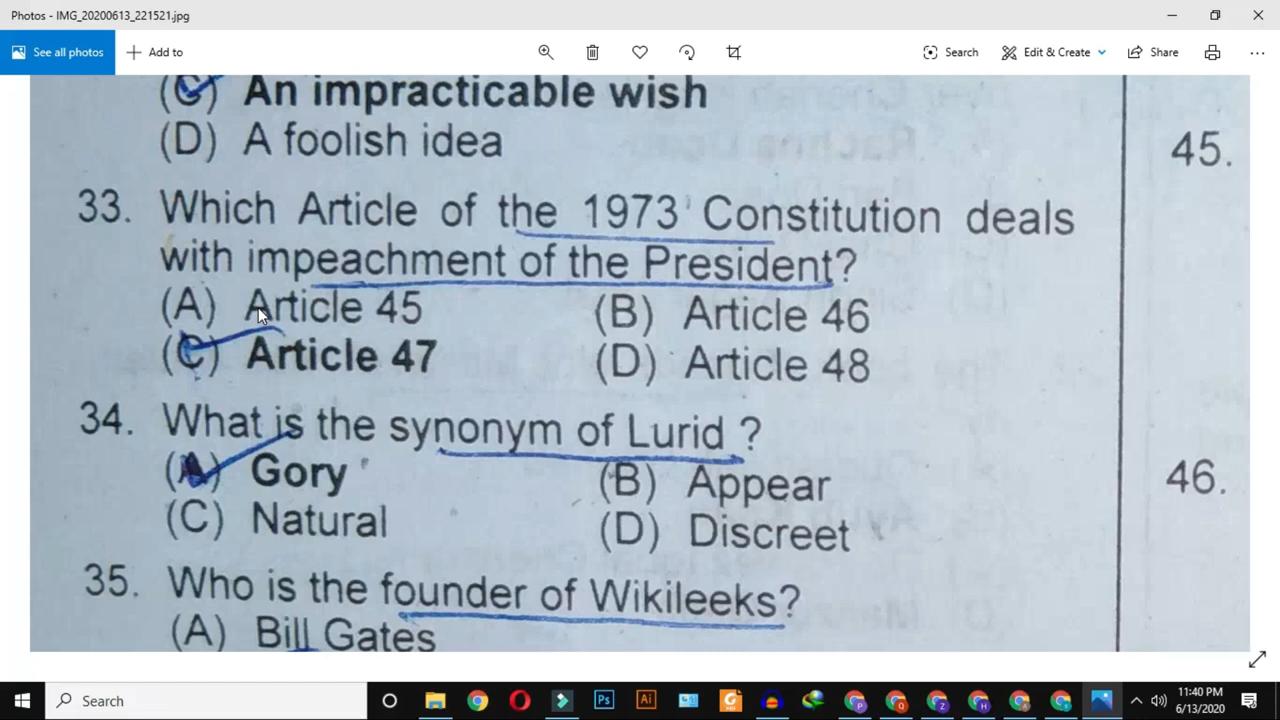 Photos - IMG_20200613_221521.jpg
See all photos
Add to
Search
Edit & Create
Share
(C) An impracticable wish
(D) A foolish idea
45.
33. Which Article of the 1973 Constitution deals
with impeachment of the President?
(A) Article 45 (B) Article 46
(C) Article 47 (D) Article 48
34. What is the synonym of Lurid ?
(A) Gory (B) Appear
46.
(C) Natural (D) Discreet
35. Who is the founder of Wikileeks?
(A) Bill Gates
Search
11:40 PM
6/13/2020